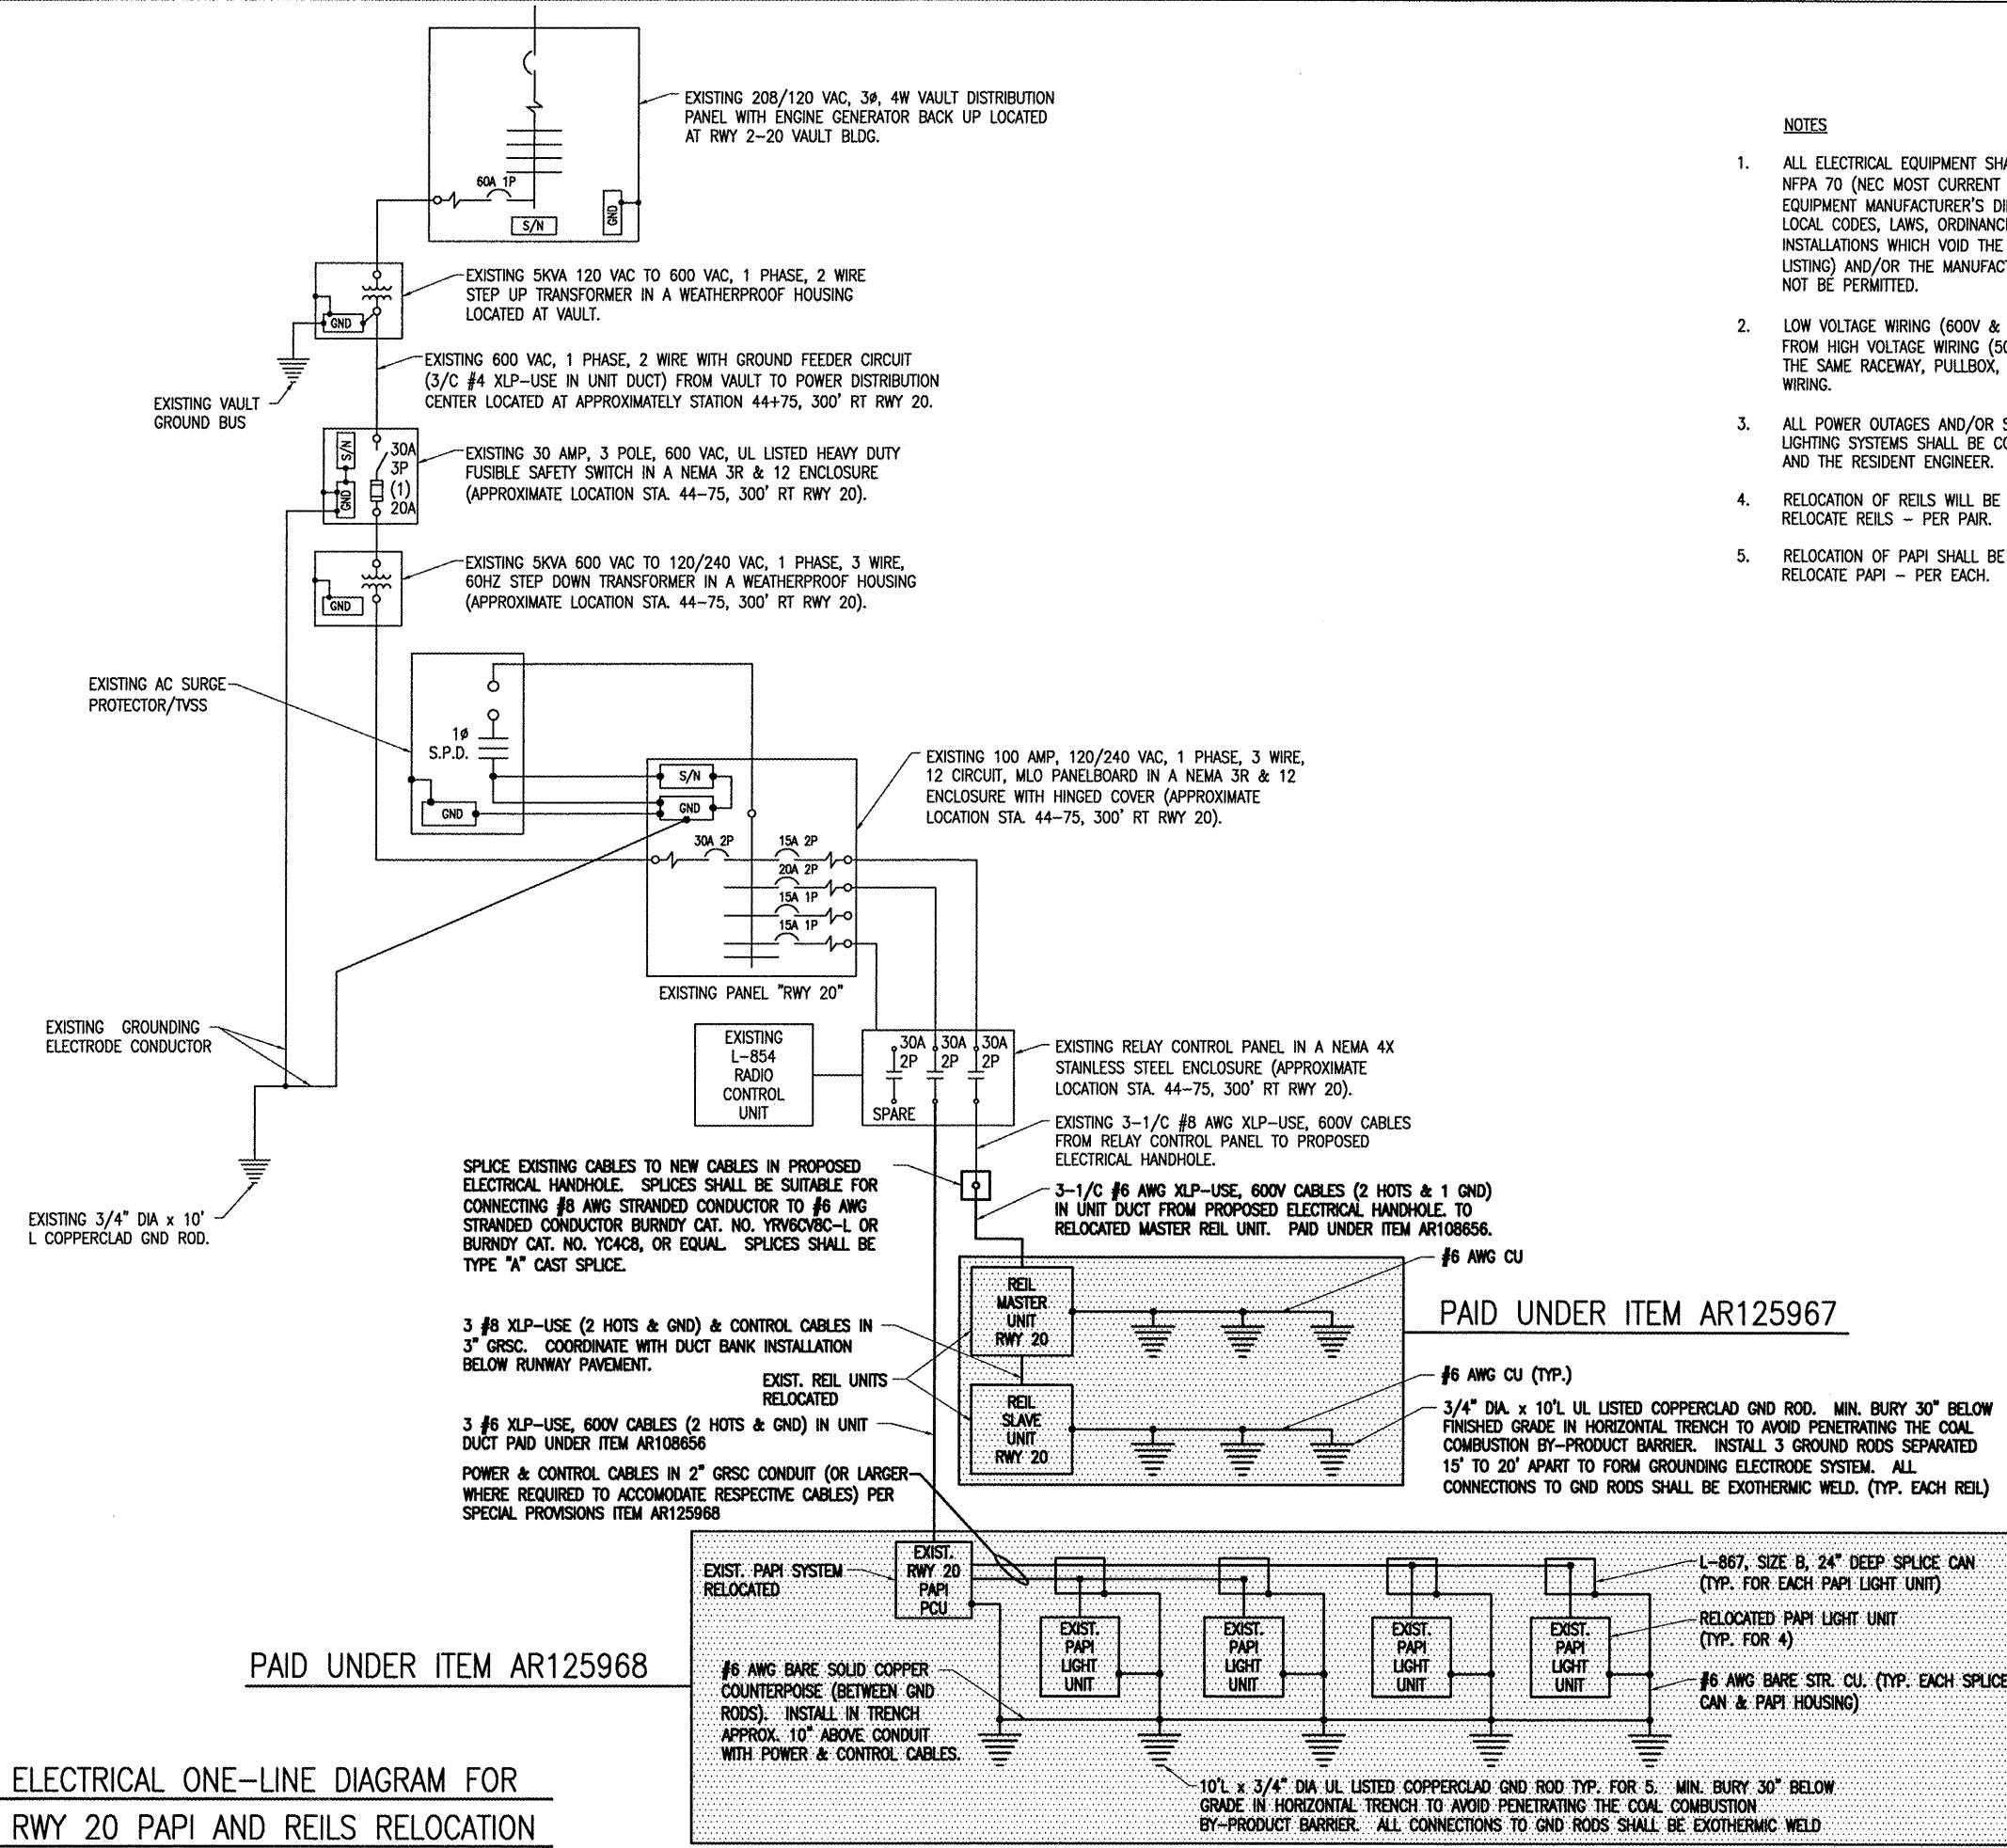 EXISTING 208/120 VAC, 3ø, 4W VAULT DISTRIBUTION
PANEL WITH ENGINE GENERATOR BACK UP LOCATED
AT RWY 2-20 VAULT BLDG.
60A 1P
S/N
GND
EXISTING 5KVA 120 VAC TO 600 VAC, 1 PHASE, 2 WIRE
STEP UP TRANSFORMER IN A WEATHERPROOF HOUSING
LOCATED AT VAULT.
GND
EXISTING VAULT
GROUND BUS
EXISTING 600 VAC, 1 PHASE, 2 WIRE WITH GROUND FEEDER CIRCUIT
(3/C #4 XLP-USE IN UNIT DUCT) FROM VAULT TO POWER DISTRIBUTION
CENTER LOCATED AT APPROXIMATELY STATION 44+75, 300' RT RWY 20.
S/N
GND
30A
3P
(1)
20A
EXISTING 30 AMP, 3 POLE, 600 VAC, UL LISTED HEAVY DUTY
FUSIBLE SAFETY SWITCH IN A NEMA 3R & 12 ENCLOSURE
(APPROXIMATE LOCATION STA. 44-75, 300' RT RWY 20).
GND
EXISTING 5KVA 600 VAC TO 120/240 VAC, 1 PHASE, 3 WIRE,
60HZ STEP DOWN TRANSFORMER IN A WEATHERPROOF HOUSING
(APPROXIMATE LOCATION STA. 44-75, 300' RT RWY 20).
EXISTING AC SURGE
PROTECTOR/TVSS
1ø
S.P.D.
GND
S/N
GND
30A 2P
15A 2P
20A 2P
15A 1P
15A 1P
EXISTING 100 AMP, 120/240 VAC, 1 PHASE, 3 WIRE,
12 CIRCUIT, MLO PANELBOARD IN A NEMA 3R & 12
ENCLOSURE WITH HINGED COVER (APPROXIMATE
LOCATION STA. 44-75, 300' RT RWY 20).
EXISTING PANEL "RWY 20"
EXISTING GROUNDING
ELECTRODE CONDUCTOR
EXISTING
L-854
RADIO
CONTROL
UNIT
30A 30A 30A
2P 2P 2P
SPARE
EXISTING RELAY CONTROL PANEL IN A NEMA 4X
STAINLESS STEEL ENCLOSURE (APPROXIMATE
LOCATION STA. 44-75, 300' RT RWY 20).
EXISTING 3-1/C #8 AWG XLP-USE, 600V CABLES
FROM RELAY CONTROL PANEL TO PROPOSED
ELECTRICAL HANDHOLE.
EXISTING 3/4" DIA x 10'
L COPPERCLAD GND ROD.
SPLICE EXISTING CABLES TO NEW CABLES IN PROPOSED
ELECTRICAL HANDHOLE. SPLICES SHALL BE SUITABLE FOR
CONNECTING #8 AWG STRANDED CONDUCTOR TO #6 AWG
STRANDED CONDUCTOR BURNDY CAT. NO. YRV6CV8C-L OR
BURNDY CAT. NO. YC4C8, OR EQUAL. SPLICES SHALL BE
TYPE "A" CAST SPLICE.
3-1/C #6 AWG XLP-USE, 600V CABLES (2 HOTS & 1 GND)
IN UNIT DUCT FROM PROPOSED ELECTRICAL HANDHOLE. TO
RELOCATED MASTER REIL UNIT. PAID UNDER ITEM AR108656.
#6 AWG CU
REIL
MASTER
UNIT
RWY 20
PAID UNDER ITEM AR125967
3 #8 XLP-USE (2 HOTS & GND) & CONTROL CABLES IN
3" GRSC. COORDINATE WITH DUCT BANK INSTALLATION
BELOW RUNWAY PAVEMENT.
EXIST. REIL UNITS
RELOCATED
#6 AWG CU (TYP.)
REIL
SLAVE
UNIT
RWY 20
3/4" DIA. x 10'L UL LISTED COPPERCLAD GND ROD. MIN. BURY 30" BELOW
FINISHED GRADE IN HORIZONTAL TRENCH TO AVOID PENETRATING THE COAL
COMBUSTION BY-PRODUCT BARRIER. INSTALL 3 GROUND RODS SEPARATED
15' TO 20' APART TO FORM GROUNDING ELECTRODE SYSTEM. ALL
CONNECTIONS TO GND RODS SHALL BE EXOTHERMIC WELD. (TYP. EACH REIL)
3 #6 XLP-USE, 600V CABLES (2 HOTS & GND) IN UNIT
DUCT PAID UNDER ITEM AR108656
POWER & CONTROL CABLES IN 2" GRSC CONDUIT (OR LARGER
WHERE REQUIRED TO ACCOMODATE RESPECTIVE CABLES) PER
SPECIAL PROVISIONS ITEM AR125968
EXIST. PAPI SYSTEM
RELOCATED
EXIST.
RWY 20
PAPI
PCU
L-867, SIZE B, 24" DEEP SPLICE CAN
(TYP. FOR EACH PAPI LIGHT UNIT)
EXIST.
PAPI
LIGHT
UNIT
EXIST.
PAPI
LIGHT
UNIT
EXIST.
PAPI
LIGHT
UNIT
EXIST.
PAPI
LIGHT
UNIT
RELOCATED PAPI LIGHT UNIT
(TYP. FOR 4)
#6 AWG BARE STR. CU. (TYP. EACH SPLICE
CAN & PAPI HOUSING)
PAID UNDER ITEM AR125968
#6 AWG BARE SOLID COPPER
COUNTERPOISE (BETWEEN GND
RODS). INSTALL IN TRENCH
APPROX. 10" ABOVE CONDUIT
WITH POWER & CONTROL CABLES.
10'L x 3/4" DIA UL LISTED COPPERCLAD GND ROD TYP. FOR 5. MIN. BURY 30" BELOW
GRADE IN HORIZONTAL TRENCH TO AVOID PENETRATING THE COAL COMBUSTION
BY-PRODUCT BARRIER. ALL CONNECTIONS TO GND RODS SHALL BE EXOTHERMIC WELD
ELECTRICAL ONE-LINE DIAGRAM FOR
RWY 20 PAPI AND REILS RELOCATION
NOTES
1. ALL ELECTRICAL EQUIPMENT SHA
NFPA 70 (NEC MOST CURRENT
EQUIPMENT MANUFACTURER'S DI
LOCAL CODES, LAWS, ORDINANC
INSTALLATIONS WHICH VOID THE
LISTING) AND/OR THE MANUFAC
NOT BE PERMITTED.
2. LOW VOLTAGE WIRING (600V &
FROM HIGH VOLTAGE WIRING (50
THE SAME RACEWAY, PULLBOX,
WIRING.
3. ALL POWER OUTAGES AND/OR S
LIGHTING SYSTEMS SHALL BE CO
AND THE RESIDENT ENGINEER.
4. RELOCATION OF REILS WILL BE
RELOCATE REILS - PER PAIR.
5. RELOCATION OF PAPI SHALL BE
RELOCATE PAPI - PER EACH.